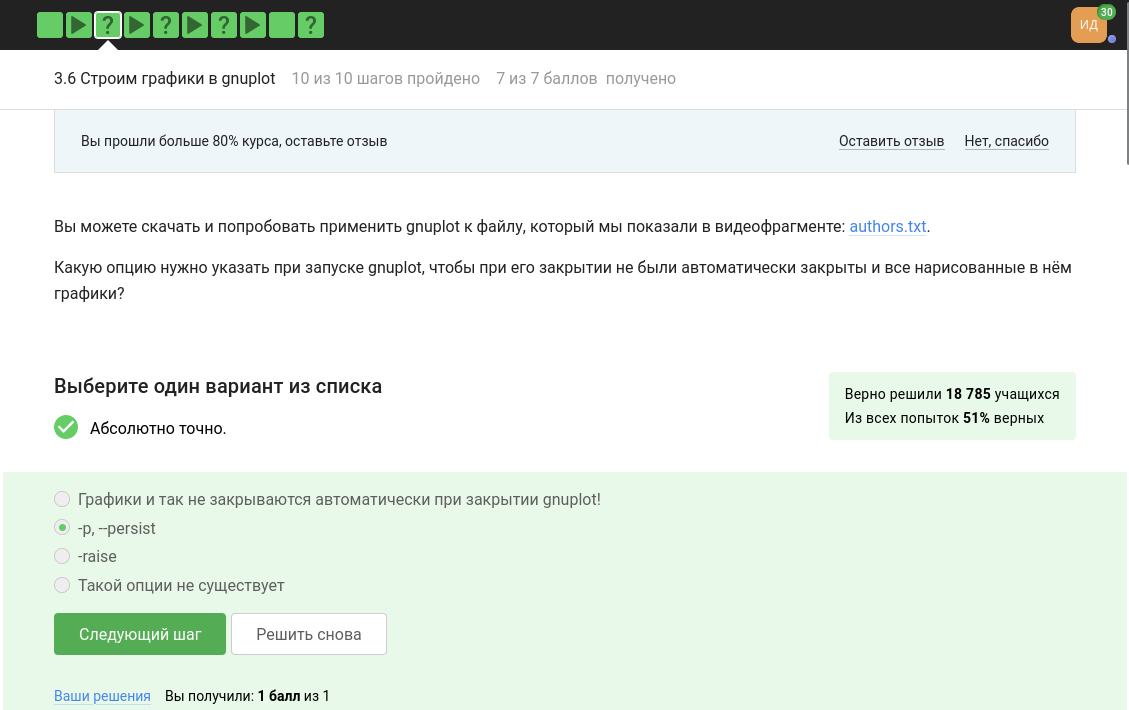 ? ? ? ?
ИД 30
3.6 Строим графики в gnuplot 10 из 10 шагов пройдено 7 из 7 баллов получено
Вы прошли больше 80% курса, оставьте отзыв Оставить отзыв Нет, спасибо
Вы можете скачать и попробовать применить gnuplot к файлу, который мы показали в видеофрагменте: authors.txt.
Какую опцию нужно указать при запуске gnuplot, чтобы при его закрытии не были автоматически закрыты и все нарисованные в нём
графики?
Выберите один вариант из списка
Абсолютно точно.
Верно решили 18 785 учащихся
Из всех попыток 51% верных
Графики и так не закрываются автоматически при закрытии gnuplot!
-p, --persist
-raise
Такой опции не существует
Следующий шаг Решить снова
Ваши решения Вы получили: 1 балл из 1